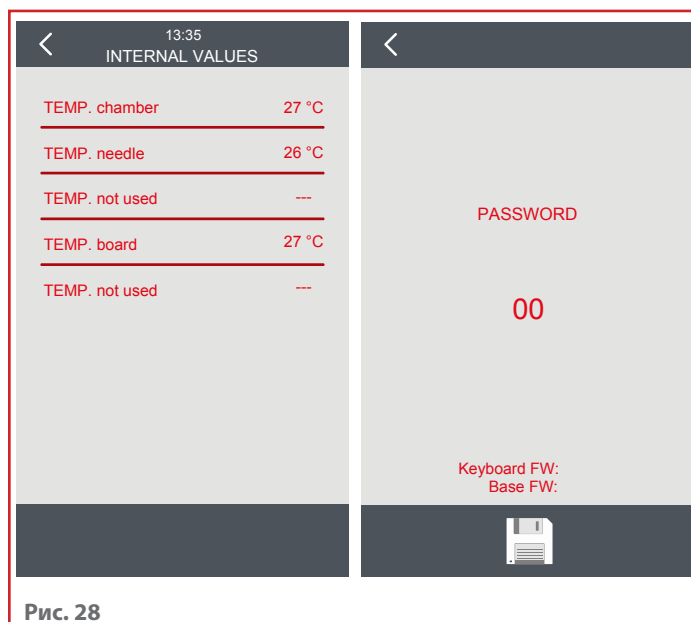 13:35
INTERNAL VALUES
TEMP. chamber 27 °C
TEMP. needle 26 °C
TEMP. not used ---
TEMP. board 27 °C
TEMP. not used ---
PASSWORD
00
Keyboard FW:
Base FW:
Рис. 28